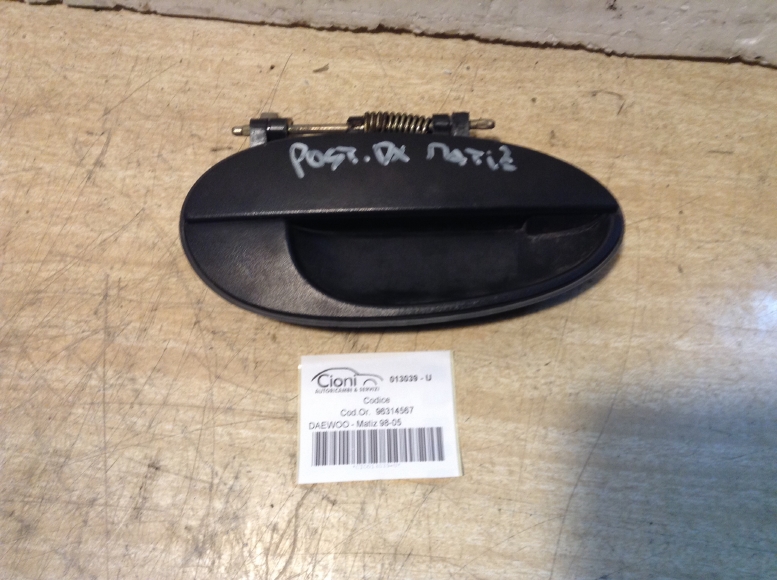 POST. DX MATiZ
Cioni
013039 - U
AUTORICAMBI & SERVIZI
Codice
Cod.Or. 96314567
DAEWOO - Matiz 98-05